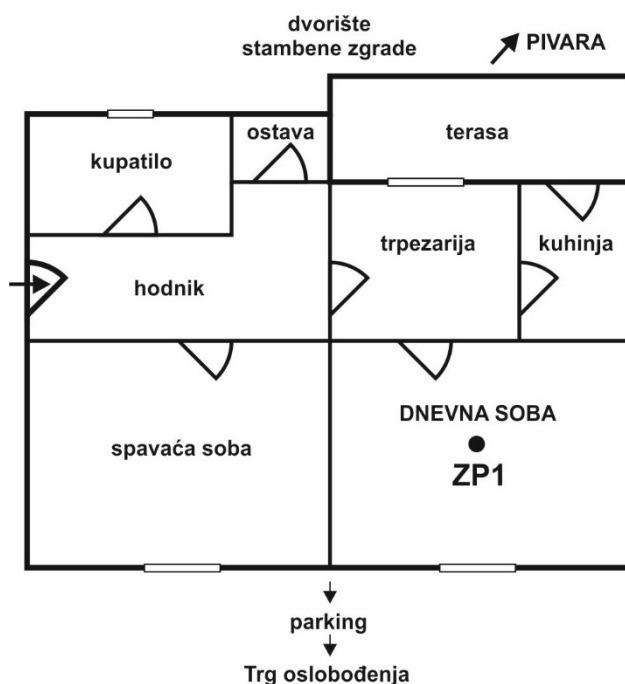 dvorište
stambene zgrade
PIVARA
ostava
terasa
kupatilo
trpezarija
kuhinja
hodnik
DNEVNA SOBA
spavaća soba
ZP1
parking
Trg oslobođenja